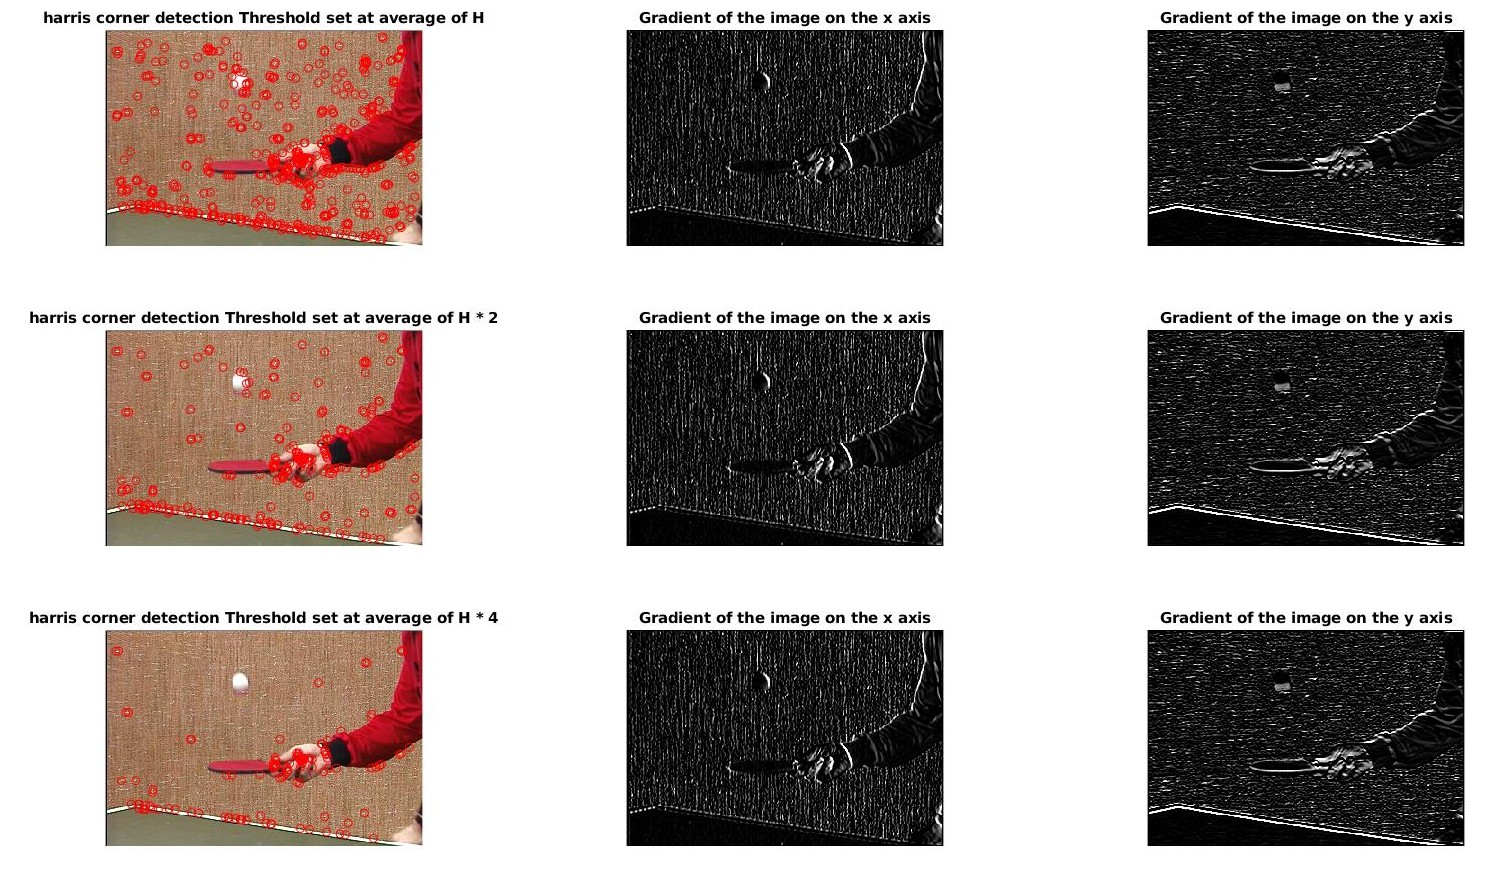 harris corner detection Threshold set at average of H
Gradient of the image on the x axis
Gradient of the image on the y axis
harris corner detection Threshold set at average of H * 2
Gradient of the image on the x axis
Gradient of the image on the y axis
harris corner detection Threshold set at average of H * 4
Gradient of the image on the x axis
Gradient of the image on the y axis